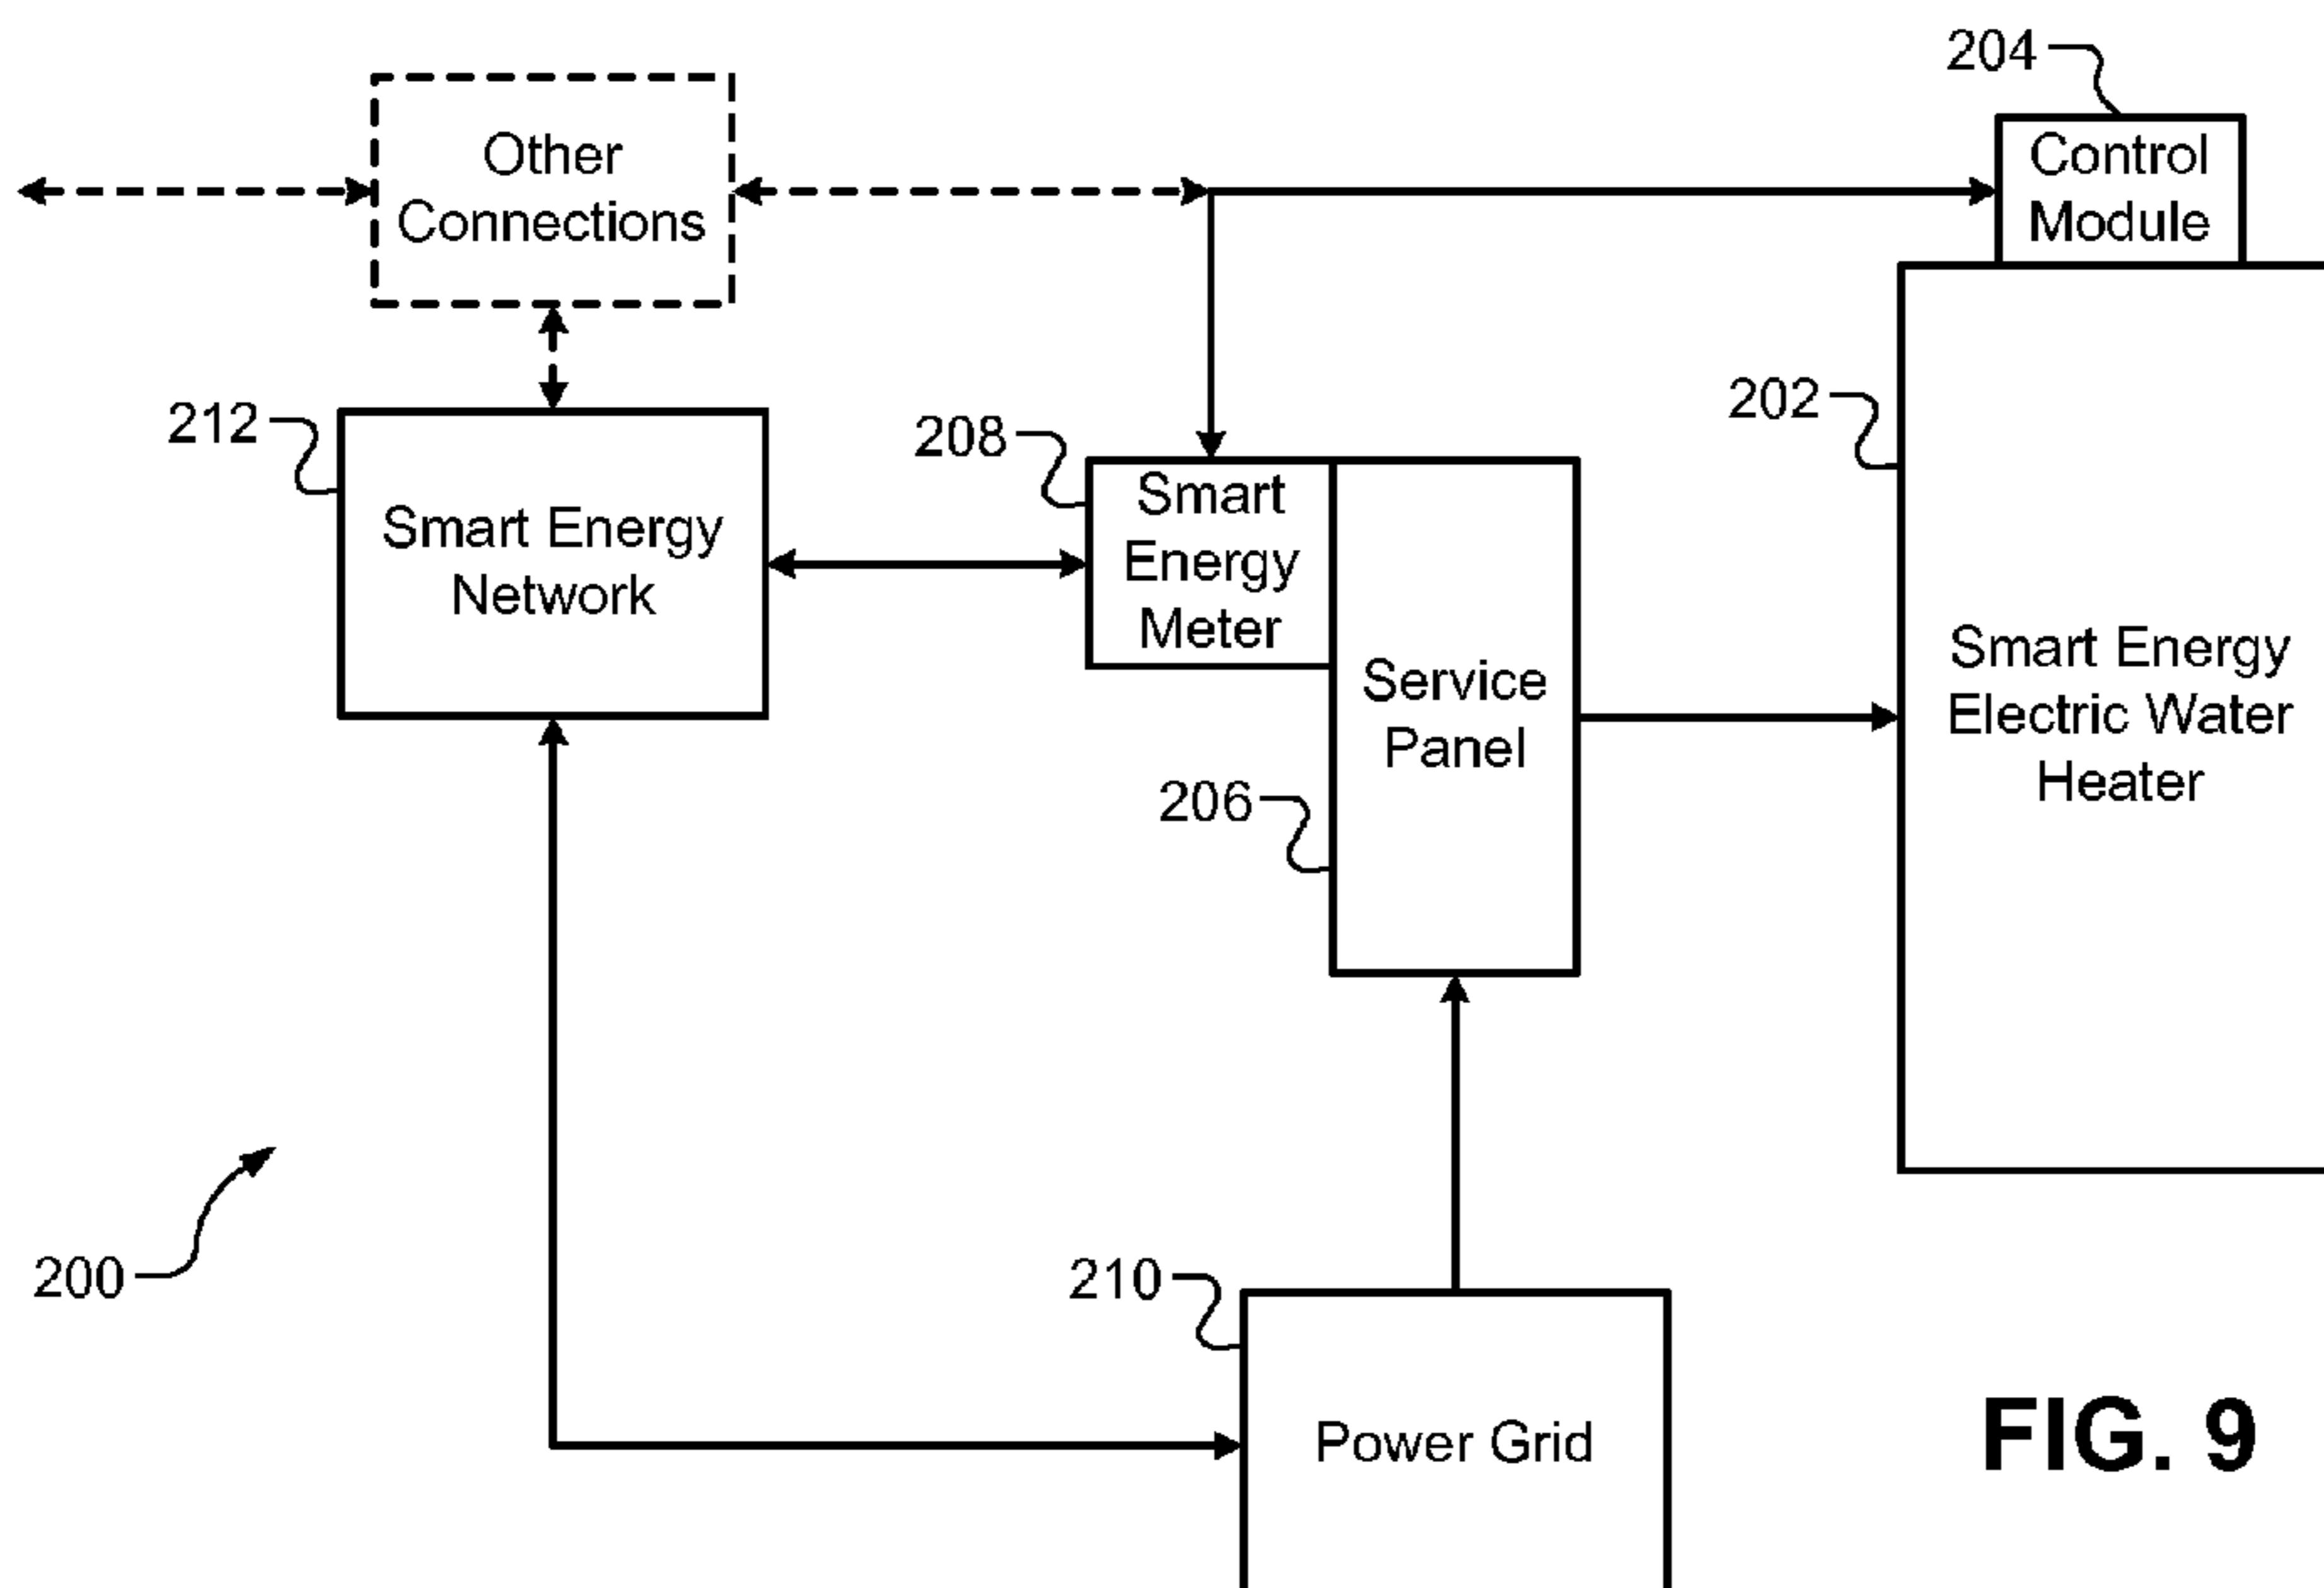 204
Other
Connections
Control
Module
212
208
202
Smart Energy
Network
Smart
Energy
Meter
Service
Panel
206
Smart Energy
Electric Water
Heater
200
210
Power Grid
FIG. 9